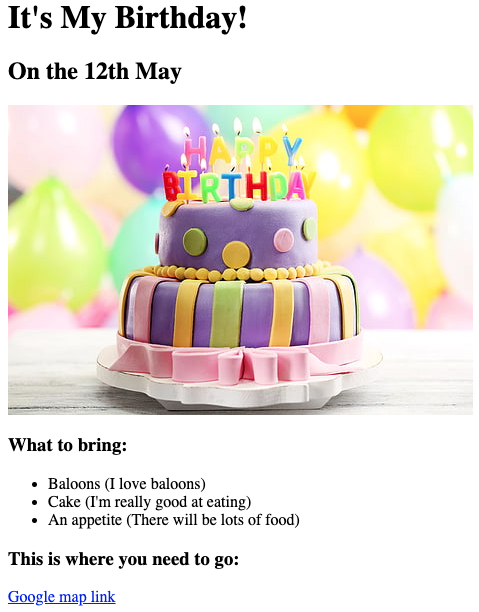 It's My Birthday!
On the 12th May
HAPPY
BIRTHDAY
What to bring:
Baloons (I love baloons)
Cake (I'm really good at eating)
An appetite (There will be lots of food)
This is where you need to go:
Google map link